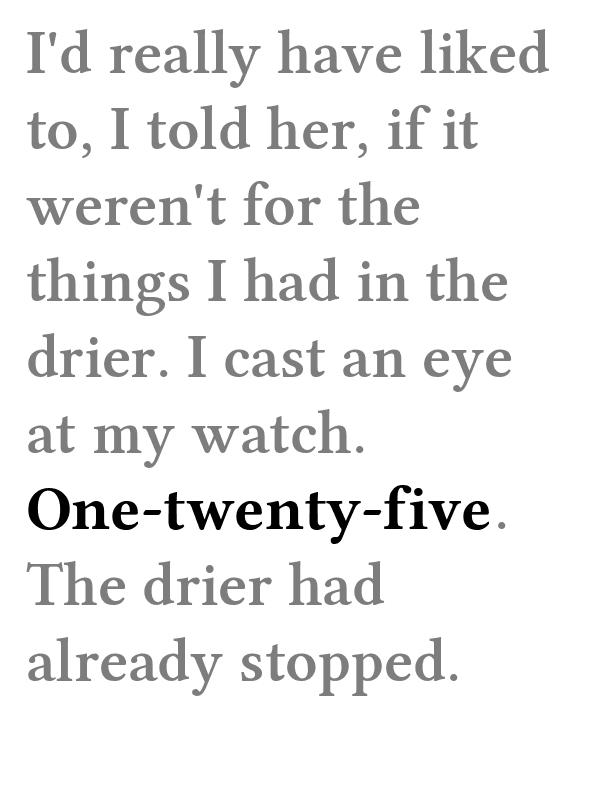 I'd really have liked
to, I told her, if it
weren't for the
things I had in the
drier. I cast an eye
at my watch.
One-twenty-five.
The drier had
already stopped.